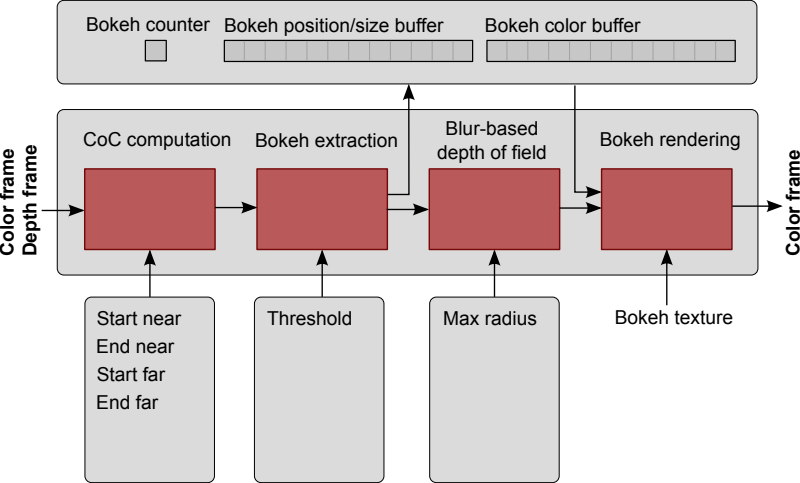 Bokeh counter
Bokeh position/size buffer
Bokeh color buffer
CoC computation
Bokeh extraction
Blur-based
depth of field
Bokeh rendering
Color frame
Depth frame
Color frame
Start near
End near
Start far
End far
Threshold
Max radius
Bokeh texture